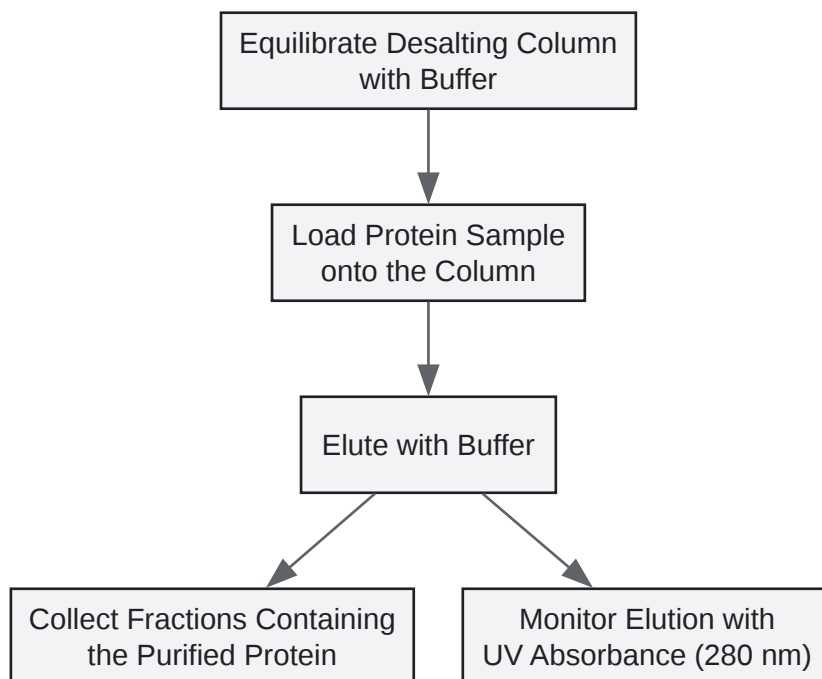 Equilibrate Desalting Column
with Buffer
Load Protein Sample
onto the Column
Elute with Buffer
Collect Fractions Containing
the Purified Protein
Monitor Elution with
UV Absorbance (280 nm)